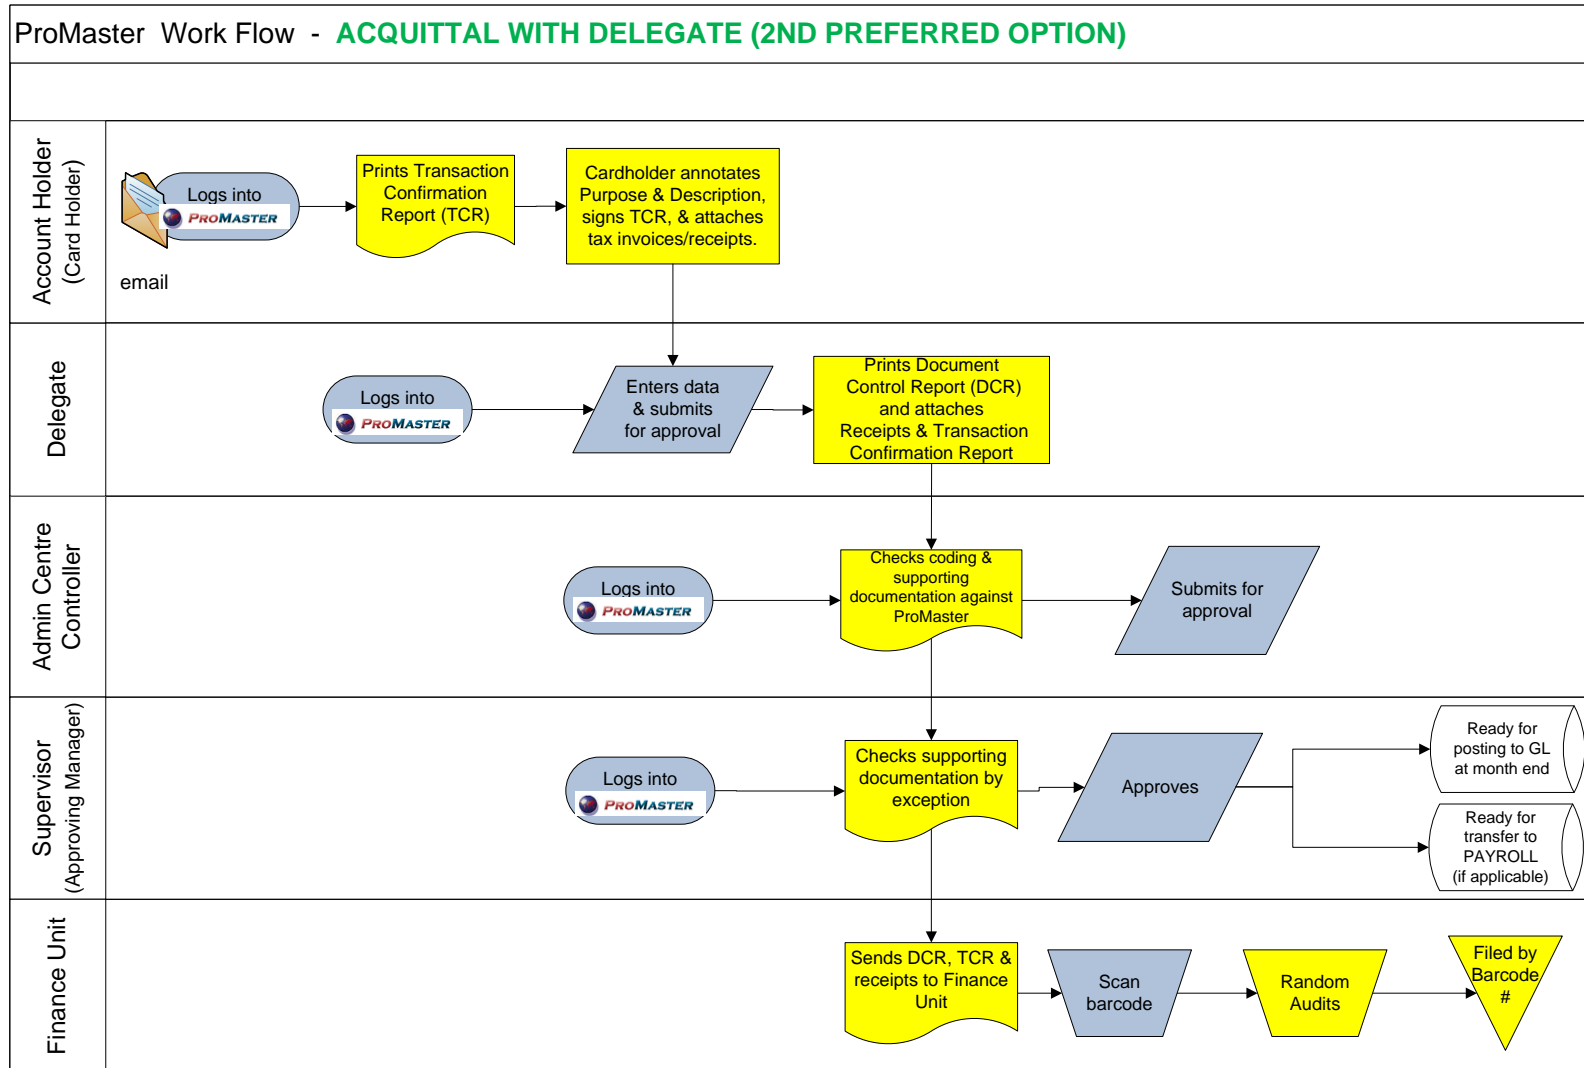 ProMaster Work Flow - ACQUITTAL WITH DELEGATE (2ND PREFERRED OPTION)
Account Holder
(Card Holder)
Logs into
PROMASTER
email
Prints Transaction
Confirmation
Report (TCR)
Cardholder annotates
Purpose & Description,
signs TCR, & attaches
tax invoices/receipts.
Delegate
Logs into
PROMASTER
Enters data
& submits
for approval
Prints Document
Control Report (DCR)
and attaches
Receipts & Transaction
Confirmation Report
Admin Centre
Controller
Logs into
PROMASTER
Checks coding &
supporting
documentation against
ProMaster
Submits for
approval
Supervisor
(Approving Manager)
Logs into
PROMASTER
Checks supporting
documentation by
exception
Approves
Ready for
posting to GL
at month end
Ready for
transfer to
PAYROLL
(if applicable)
Finance Unit
Sends DCR, TCR &
receipts to Finance
Unit
Scan
barcode
Random
Audits
Filed by
Barcode
#